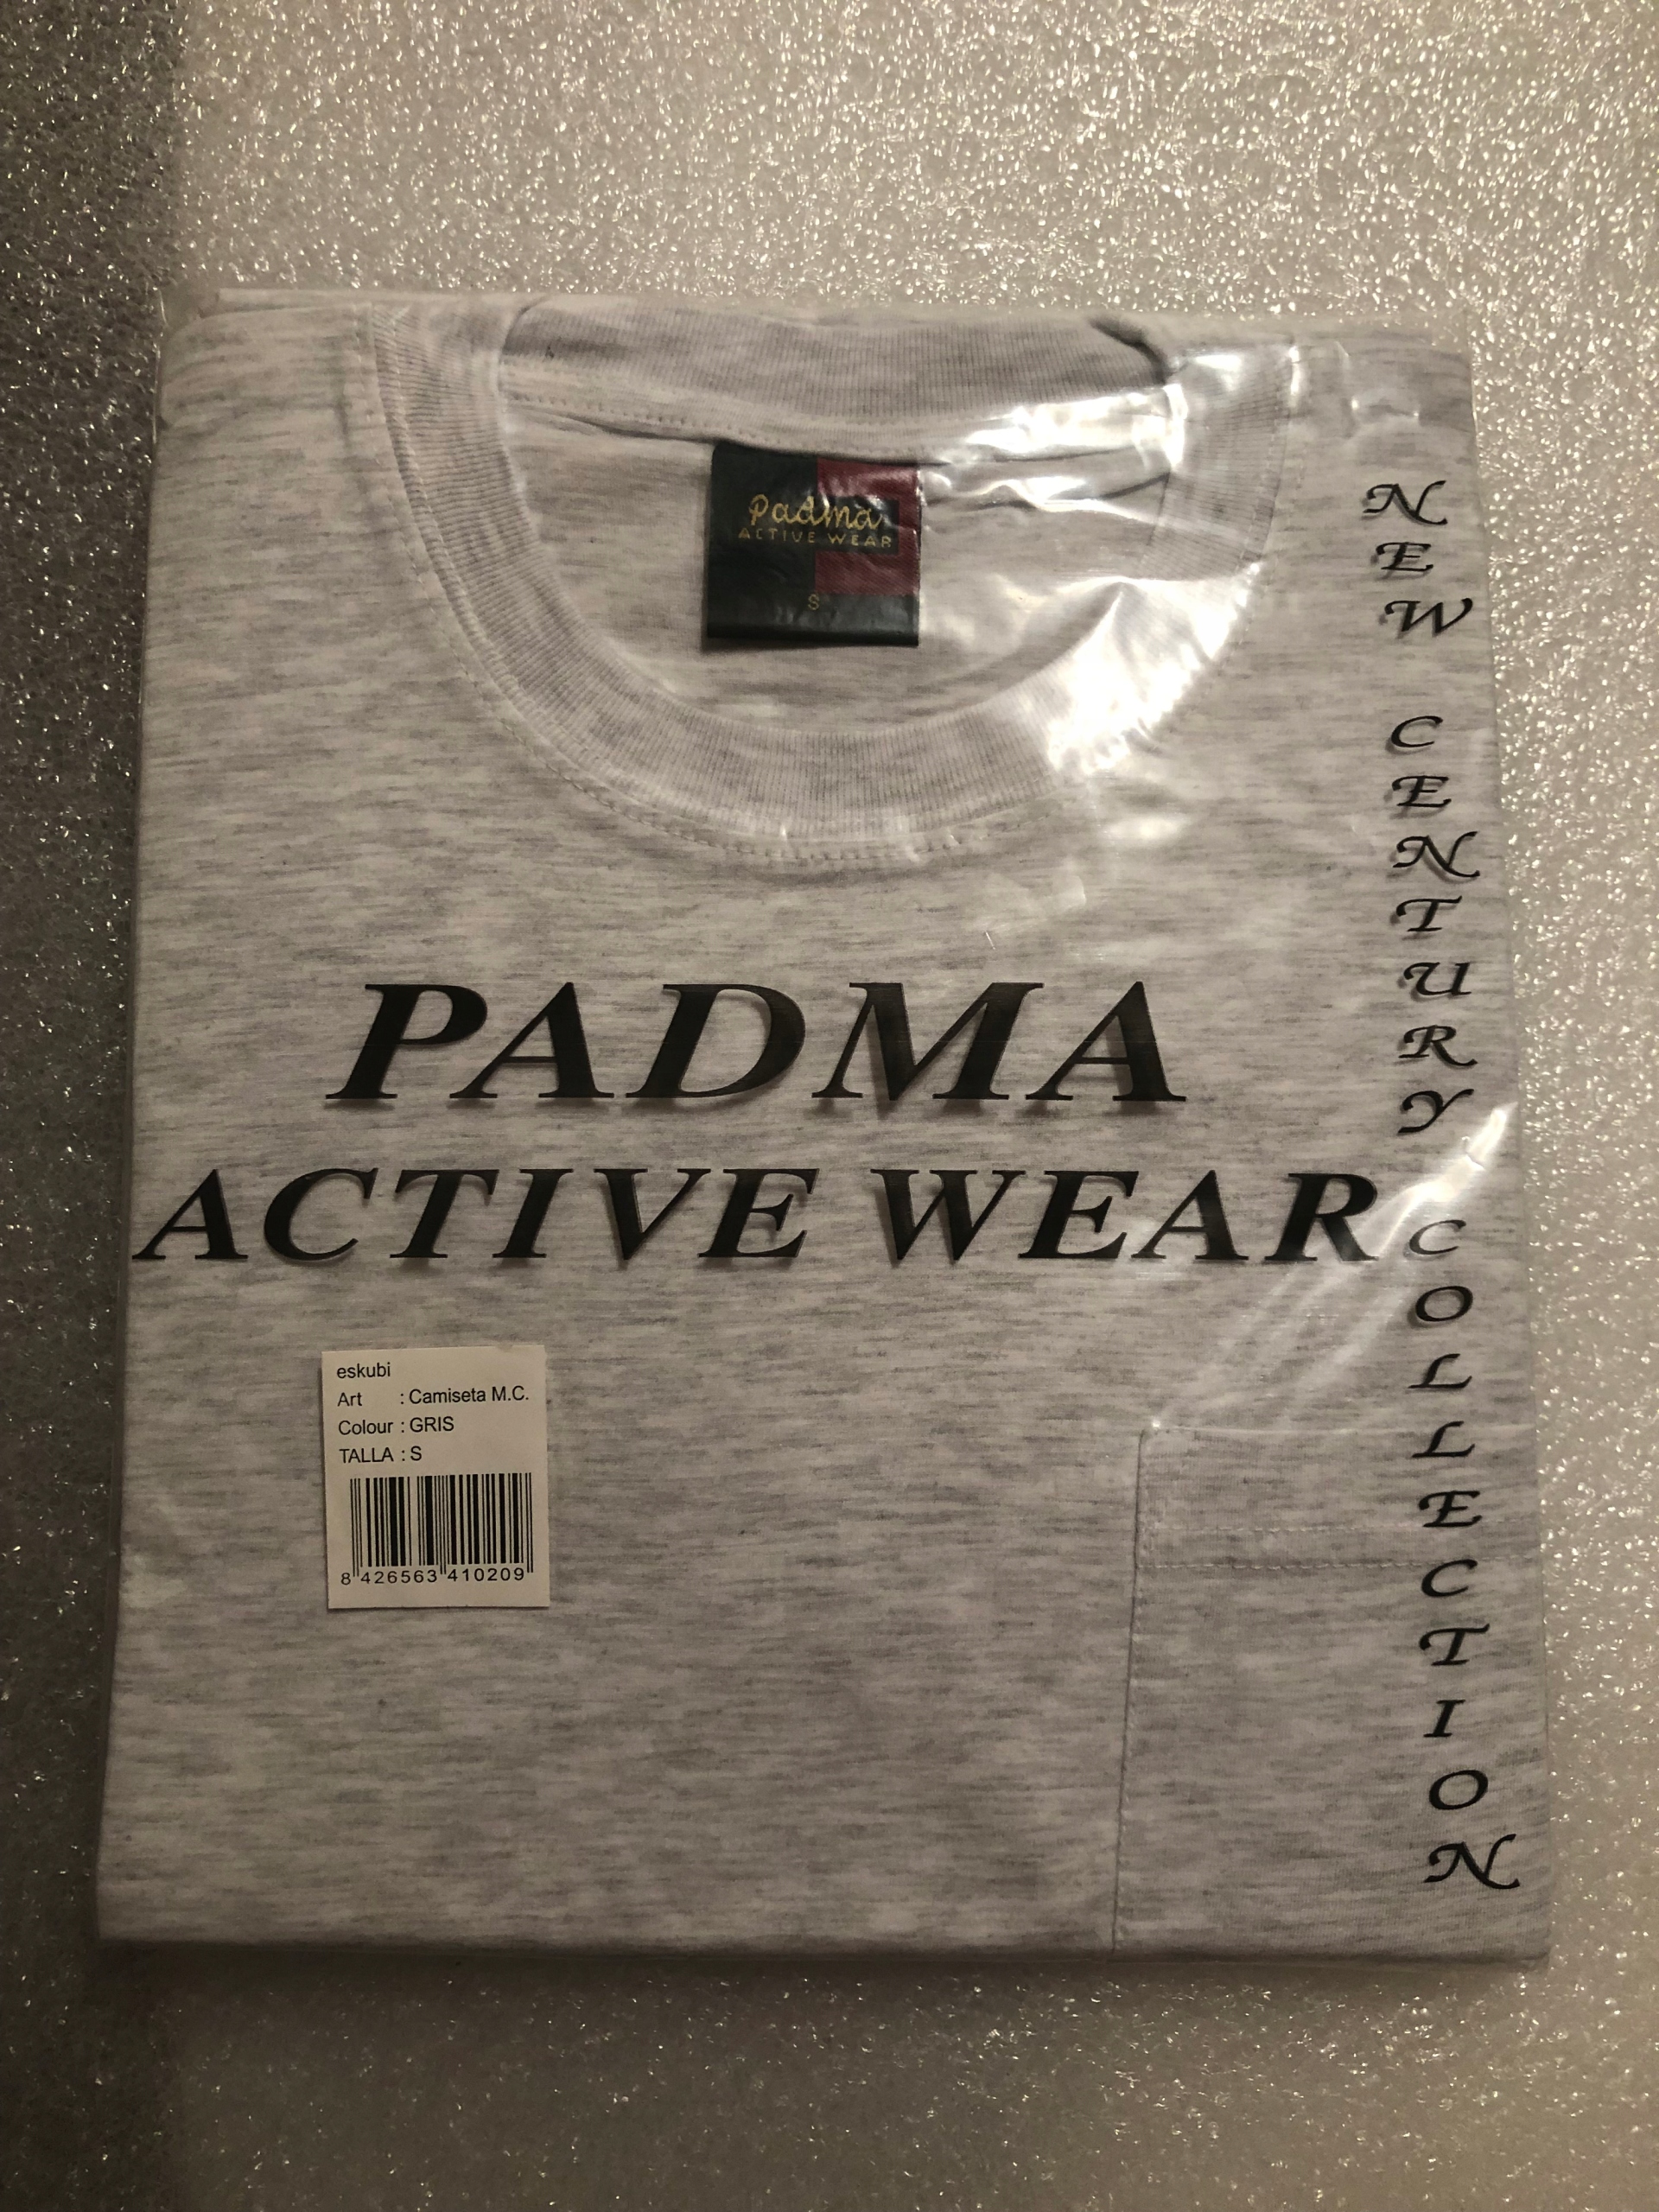 Padma
ACTIVE WEAR
S
NEW CENTURY COLLECTION
PADMA
ACTIVE WEAR
eskubi
Art : Camiseta M.C.
Colour : GRIS
TALLA : S
8 426563 410209